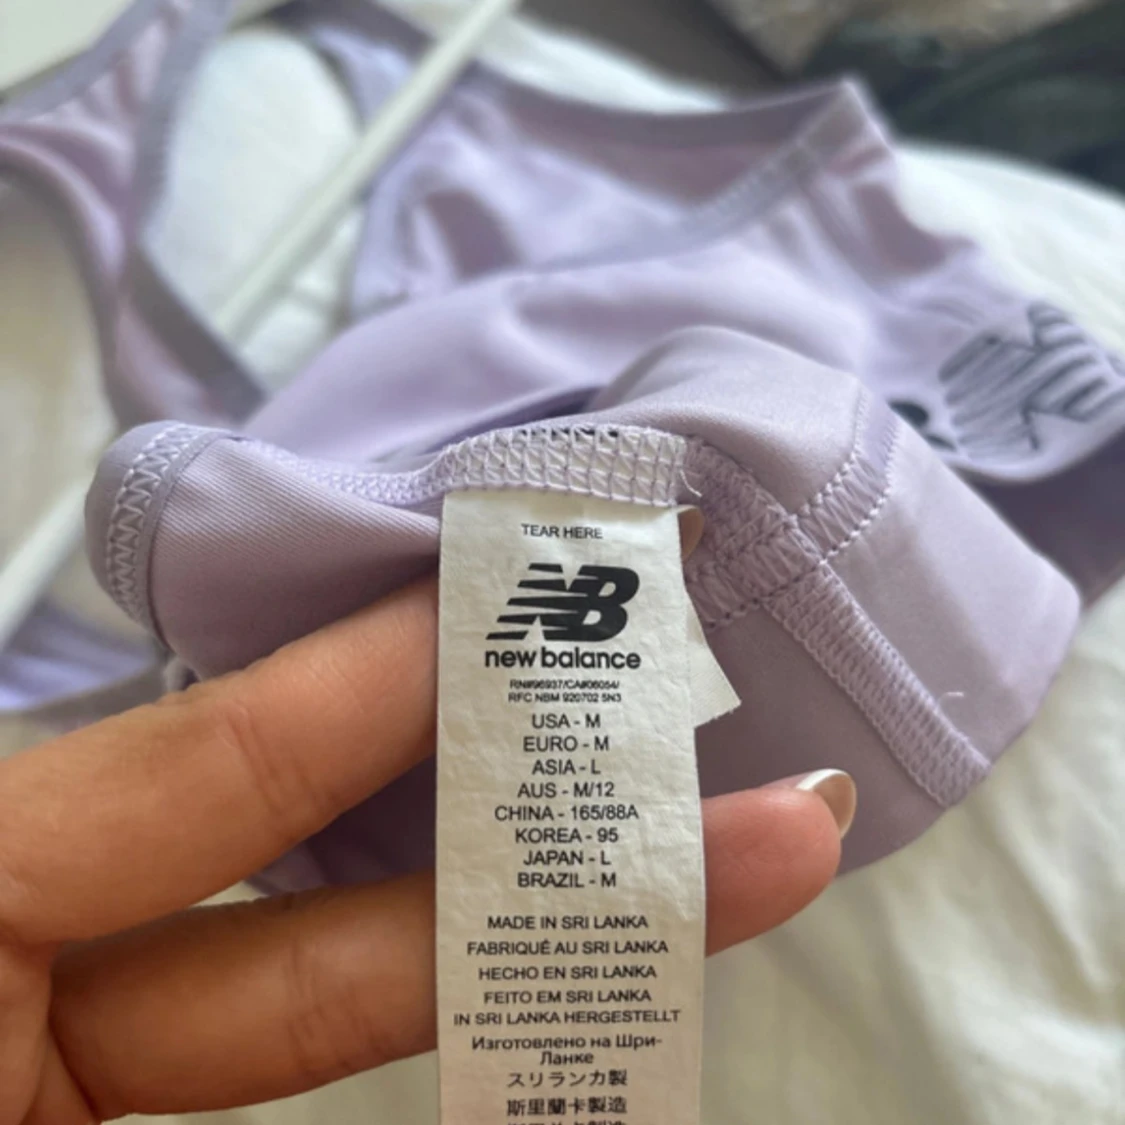 TEAR HERE
NB
new balance
RN#96937/CA#06054/
RFC NBM 920702 5N3
USA - M
EURO - M
ASIA - L
AUS - M/12
CHINA - 165/88A
KOREA - 95
JAPAN - L
BRAZIL - M
MADE IN SRI LANKA
FABRIQUÉ AU SRI LANKA
HECHO EN SRI LANKA
FEITO EM SRI LANKA
IN SRI LANKA HERGESTELLT
Изготовлено на Шри-
Ланке
スリランカ製
斯里蘭卡製造